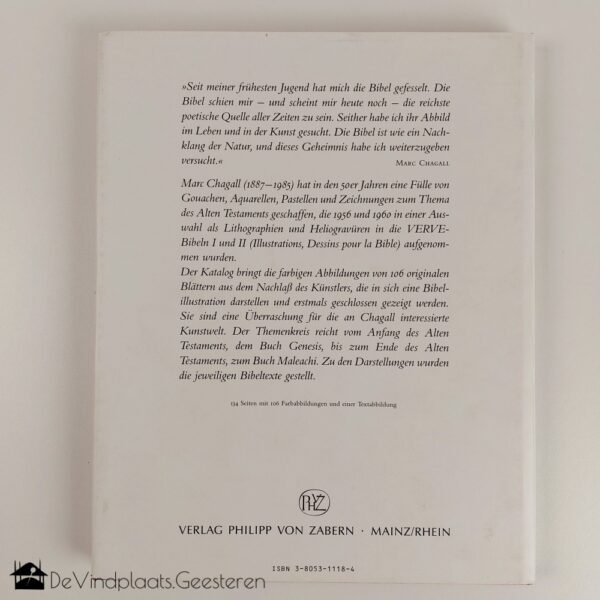 »Seit meiner frühesten Jugend hat mich die Bibel gefesselt. Die
Bibel schien mir – und scheint mir heute noch – die reichste
poetische Quelle aller Zeiten zu sein. Seither habe ich ihr Abbild
im Leben und in der Kunst gesucht. Die Bibel ist wie ein Nach-
klang der Natur, und dieses Geheimnis habe ich weiterzugeben
versucht.« MARC CHAGALL
Marc Chagall (1887–1985) hat in den 50er Jahren eine Fülle von
Gouachen, Aquarellen, Pastellen und Zeichnungen zum Thema
des Alten Testaments geschaffen, die 1956 und 1960 in einer Aus-
wahl als Lithographien und Heliogravüren in die VERVE-
Bibeln I und II (Illustrations, Dessins pour la Bible) aufgenom-
men wurden.
Der Katalog bringt die farbigen Abbildungen von 106 originalen
Blättern aus dem Nachlaß des Künstlers, die in sich eine Bibel-
illustration darstellen und erstmals geschlossen gezeigt werden.
Sie sind eine Überraschung für die an Chagall interessierte
Kunstwelt. Der Themenkreis reicht vom Anfang des Alten
Testaments, dem Buch Genesis, bis zum Ende des Alten
Testaments, zum Buch Maleachi. Zu den Darstellungen wurden
die jeweiligen Bibeltexte gestellt.
134 Seiten mit 106 Farbabbildungen und einer Textabbildung
PHVZ
VERLAG PHILIPP VON ZABERN · MAINZ/RHEIN
ISBN 3-8053-1118-4
DeVindplaats.Geesteren